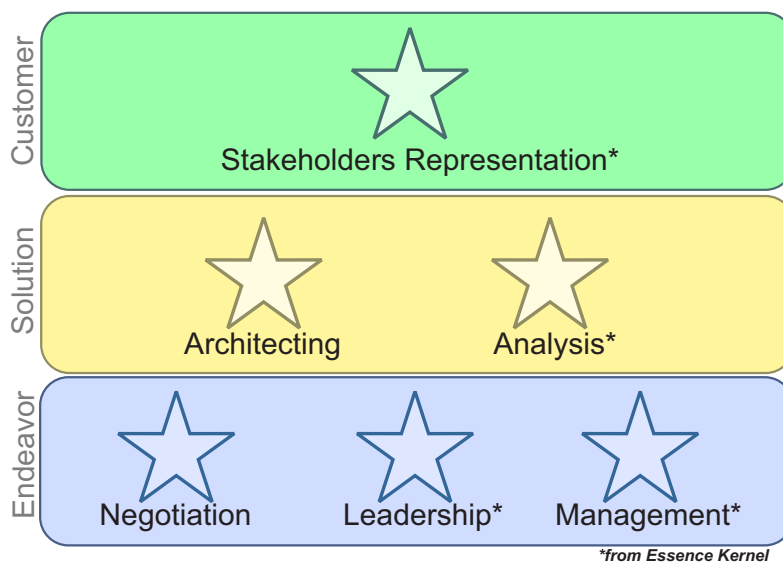 Customer
Stakeholders Representation*
Solution
Architecting
Analysis*
Endeavor
Negotiation
Leadership*
Management*
*from Essence Kernel